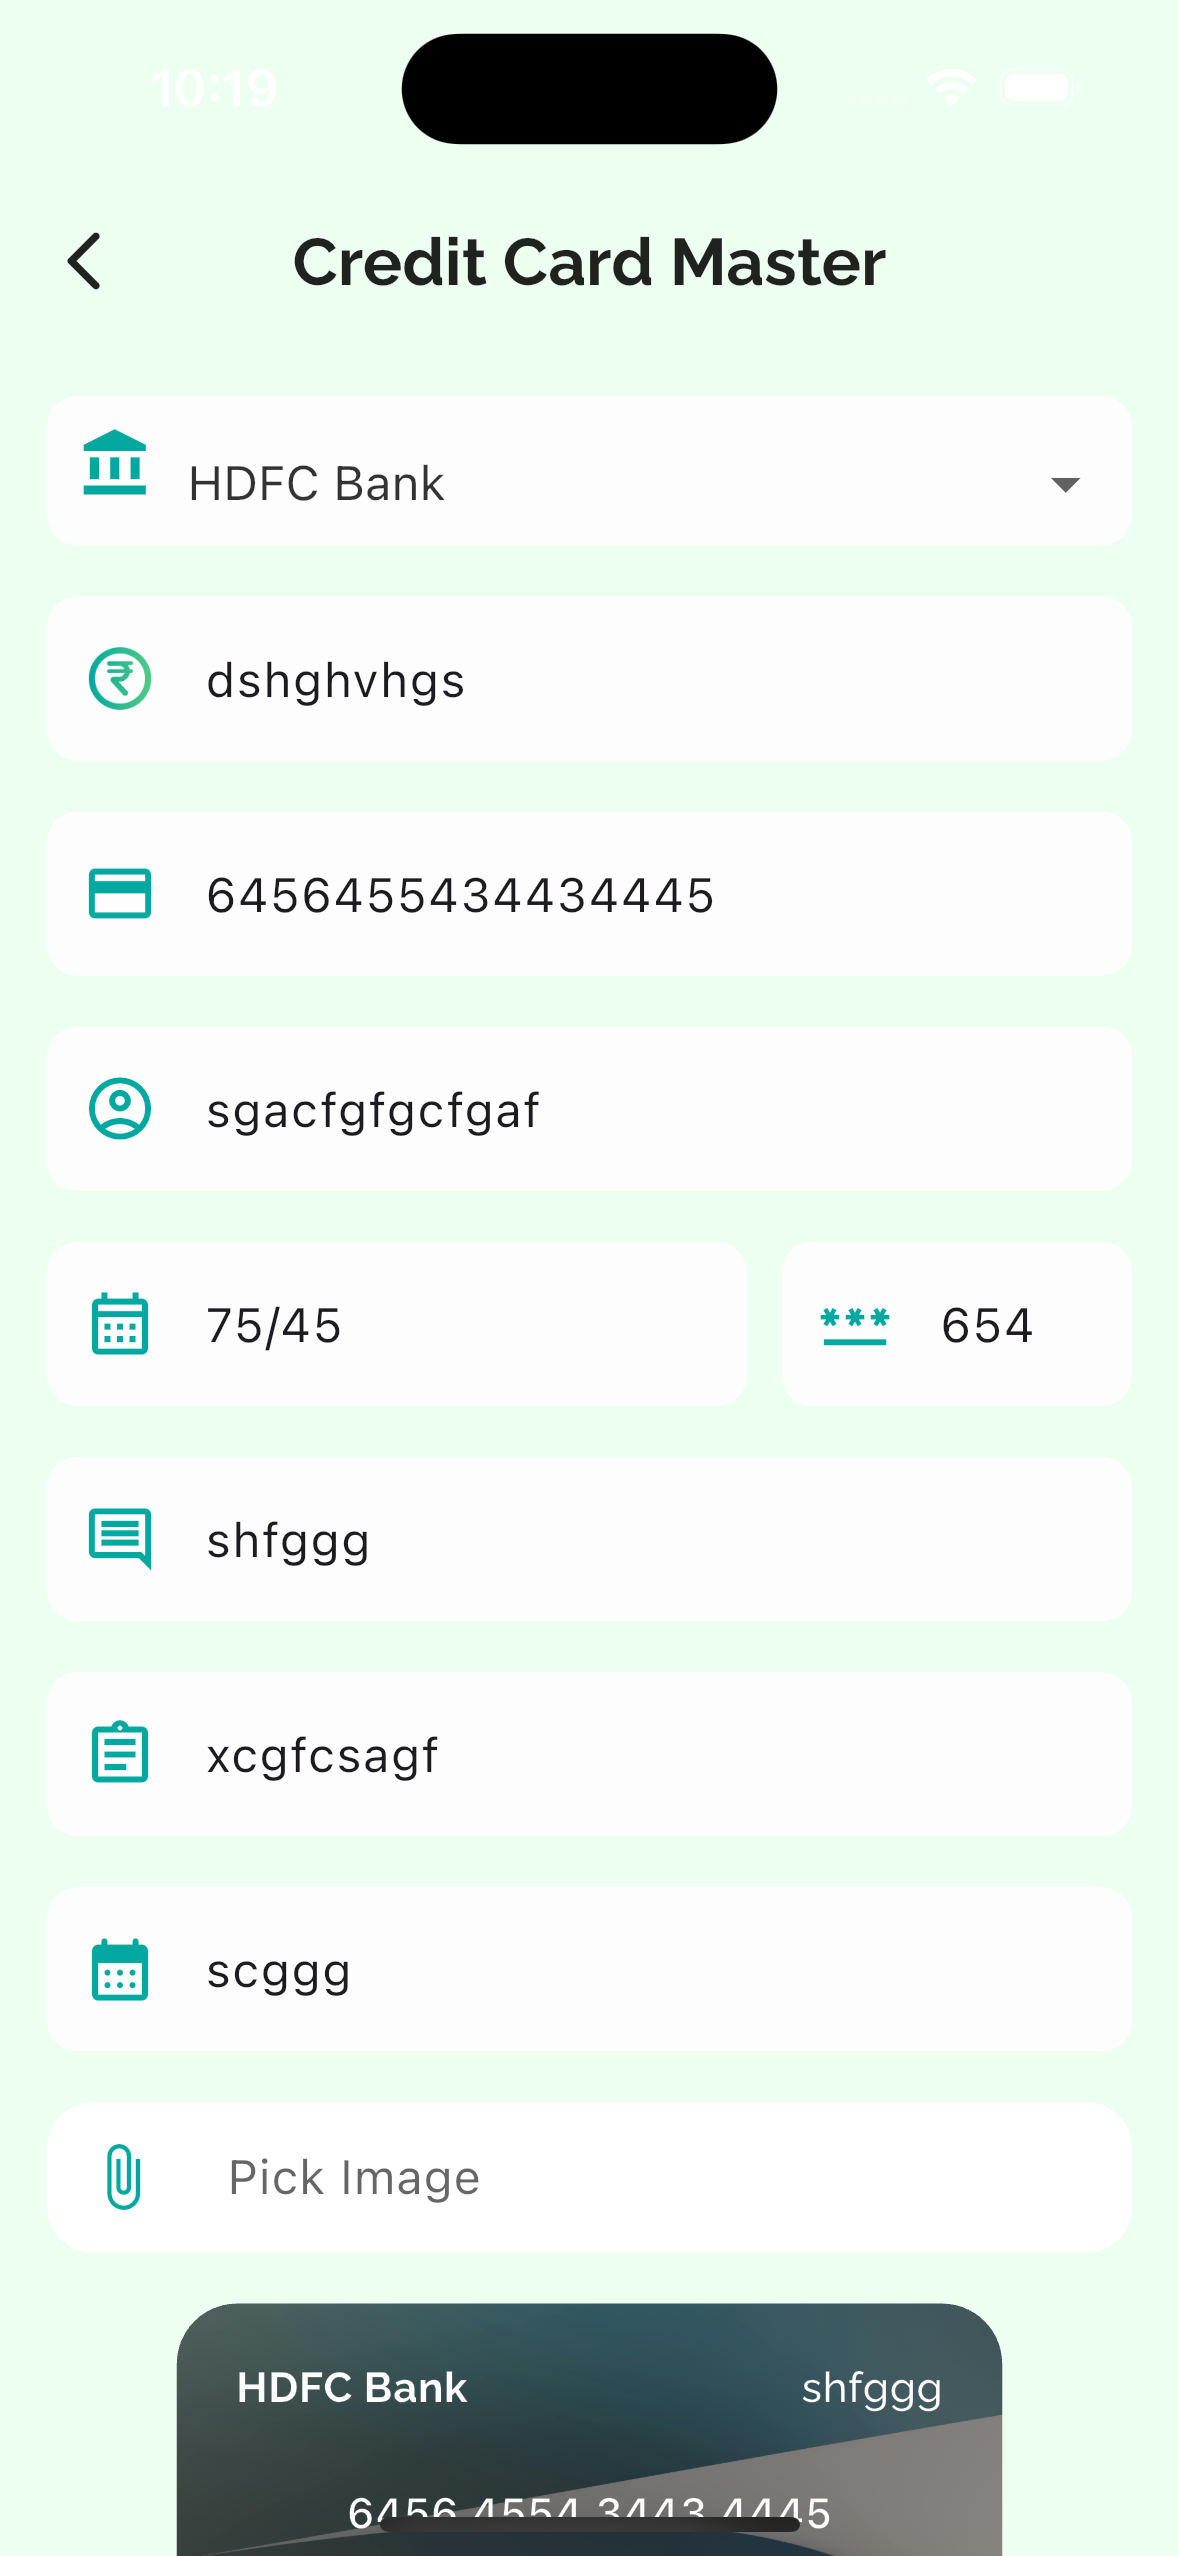 10:19
Credit Card Master
HDFC Bank
dshghvhgs
6456455434434445
sgacfgfgcfgaf
75/45
*** 654
shfggg
xcgfcsagf
scggg
Pick Image
HDFC Bank shfggg
6456 4554 3443 4445